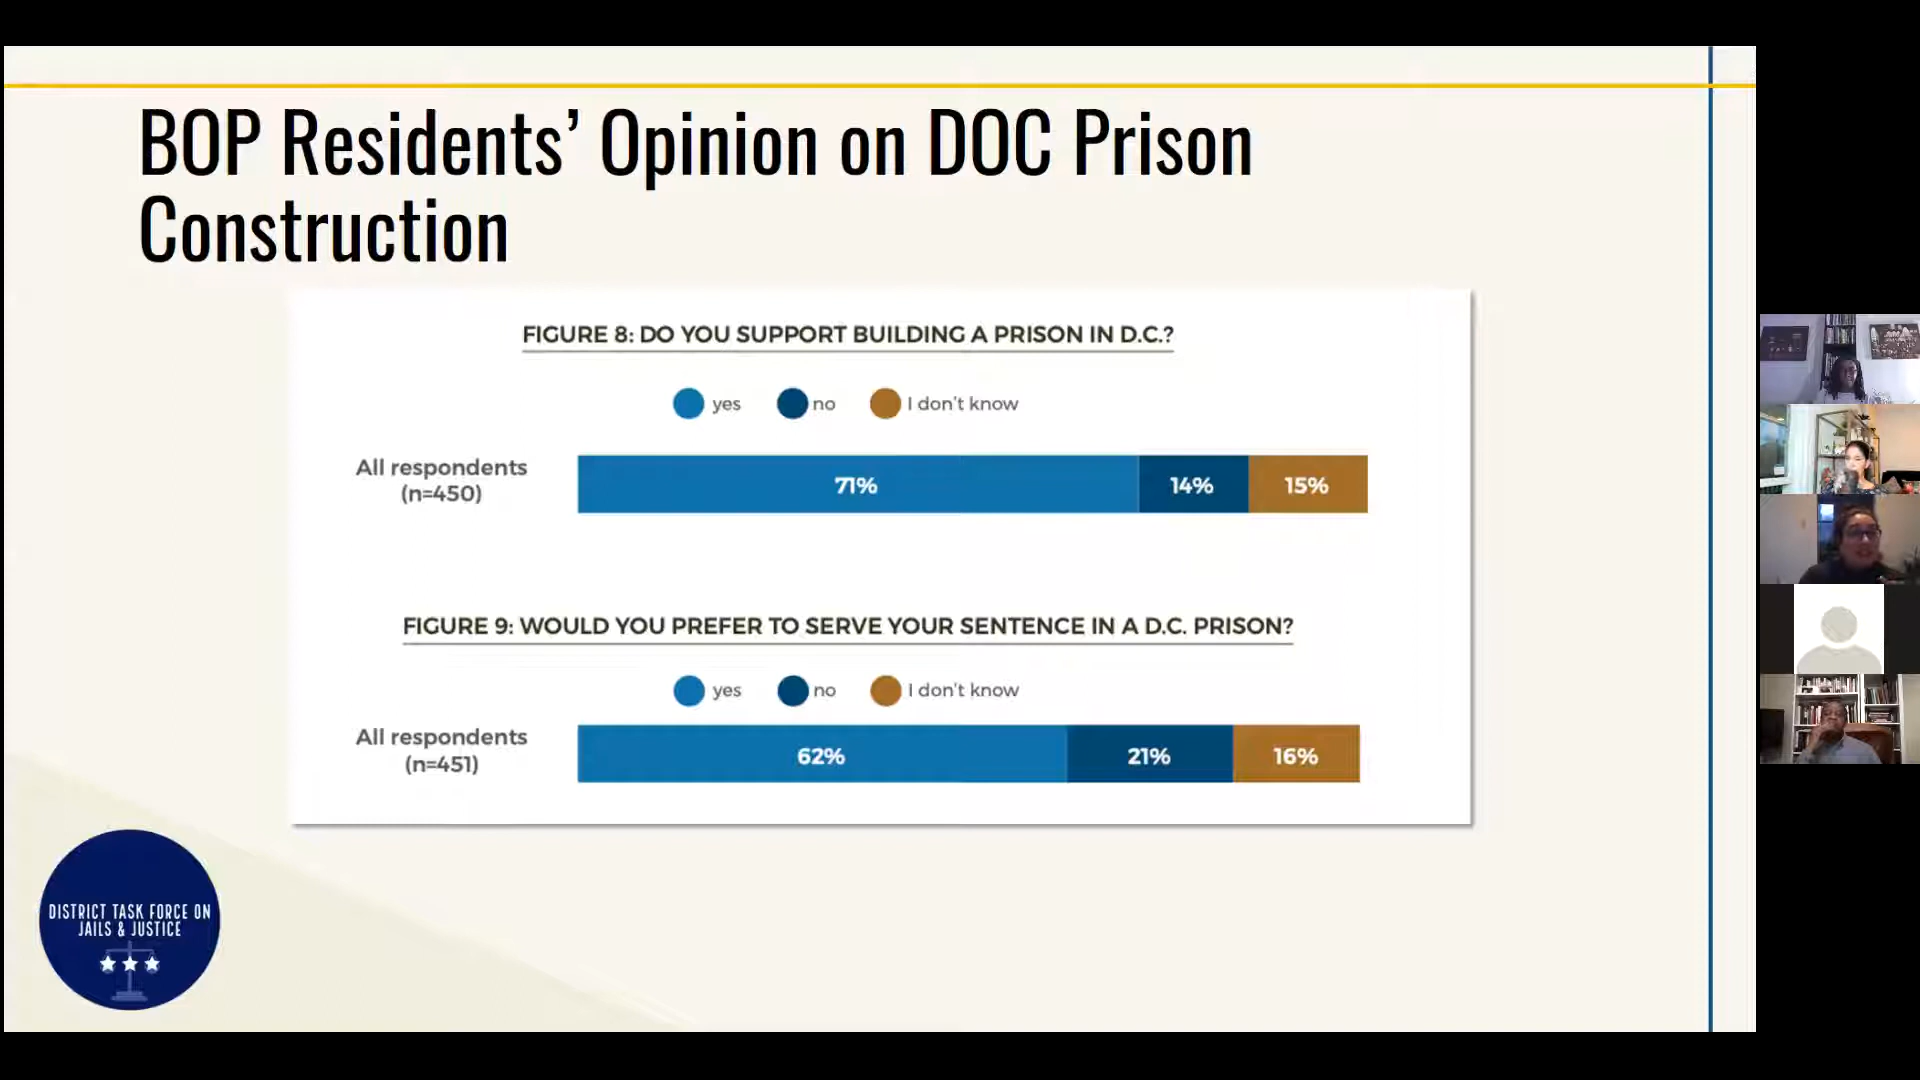 BOP Residents’ Opinion on DOC Prison
Construction
FIGURE 8: DO YOU SUPPORT BUILDING A PRISON IN D.C.?
yes no I don't know
All respondents
(n=450)
71% 14% 15%
FIGURE 9: WOULD YOU PREFER TO SERVE YOUR SENTENCE IN A D.C. PRISON?
yes no I don't know
All respondents
(n=451)
62% 21% 16%
DISTRICT TASK FORCE ON
JAILS & JUSTICE